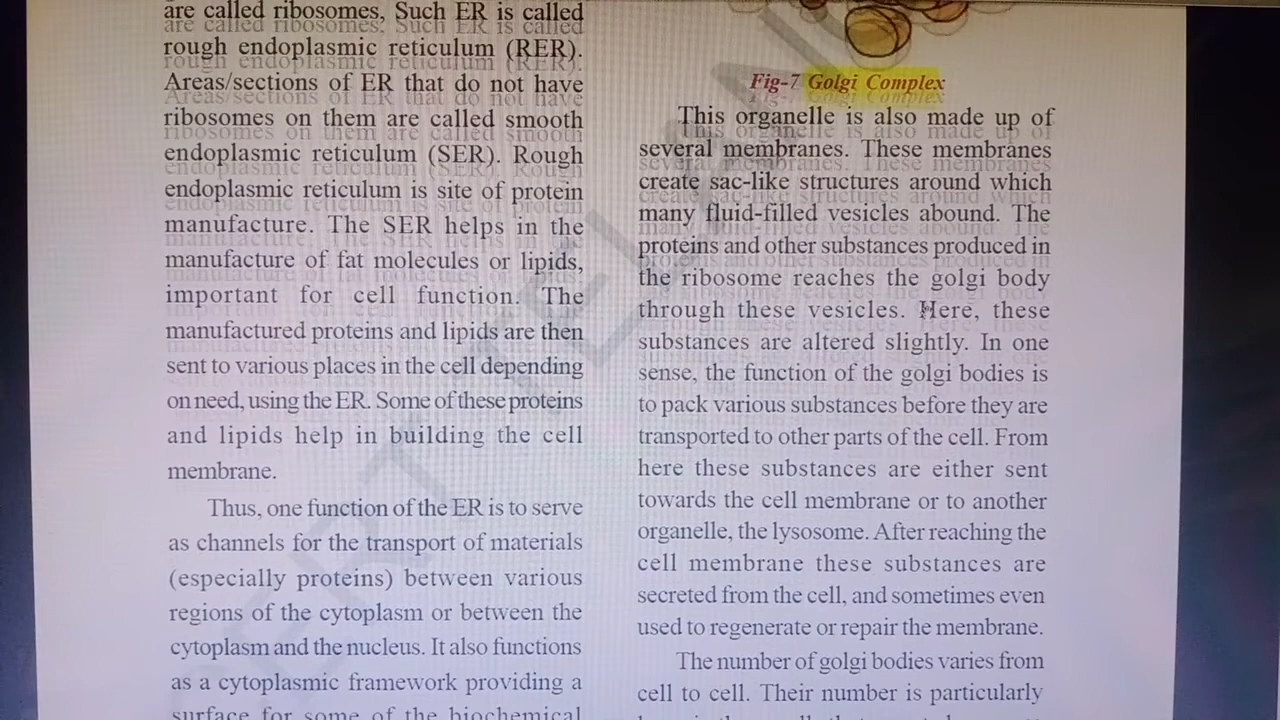 are called ribosomes, Such ER is called
rough endoplasmic reticulum (RER).
Areas/sections of ER that do not have
ribosomes on them are called smooth
endoplasmic reticulum (SER). Rough
endoplasmic reticulum is site of protein
manufacture. The SER helps in the
manufacture of fat molecules or lipids,
important for cell function. The
manufactured proteins and lipids are then
sent to various places in the cell depending
on need, using the ER. Some of these proteins
and lipids help in building the cell
membrane.
Thus, one function of the ER is to serve
as channels for the transport of materials
(especially proteins) between various
regions of the cytoplasm or between the
cytoplasm and the nucleus. It also functions
as a cytoplasmic framework providing a
surface for some of the biochemical
Fig-7 Golgi Complex
This organelle is also made up of
several membranes. These membranes
create sac-like structures around which
many fluid-filled vesicles abound. The
proteins and other substances produced in
the ribosome reaches the golgi body
through these vesicles. Here, these
substances are altered slightly. In one
sense, the function of the golgi bodies is
to pack various substances before they are
transported to other parts of the cell. From
here these substances are either sent
towards the cell membrane or to another
organelle, the lysosome. After reaching the
cell membrane these substances are
secreted from the cell, and sometimes even
used to regenerate or repair the membrane.
The number of golgi bodies varies from
cell to cell. Their number is particularly